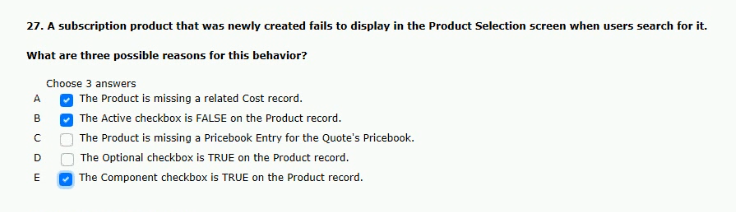 27. A subscription product that was newly created fails to display in the Product Selection screen when users search for it.
What are three possible reasons for this behavior?
Choose 3 answers
A The Product is missing a related Cost record.
B The Active checkbox is FALSE on the Product record.
C The Product is missing a Pricebook Entry for the Quote's Pricebook.
D The Optional checkbox is TRUE on the Product record.
E The Component checkbox is TRUE on the Product record.